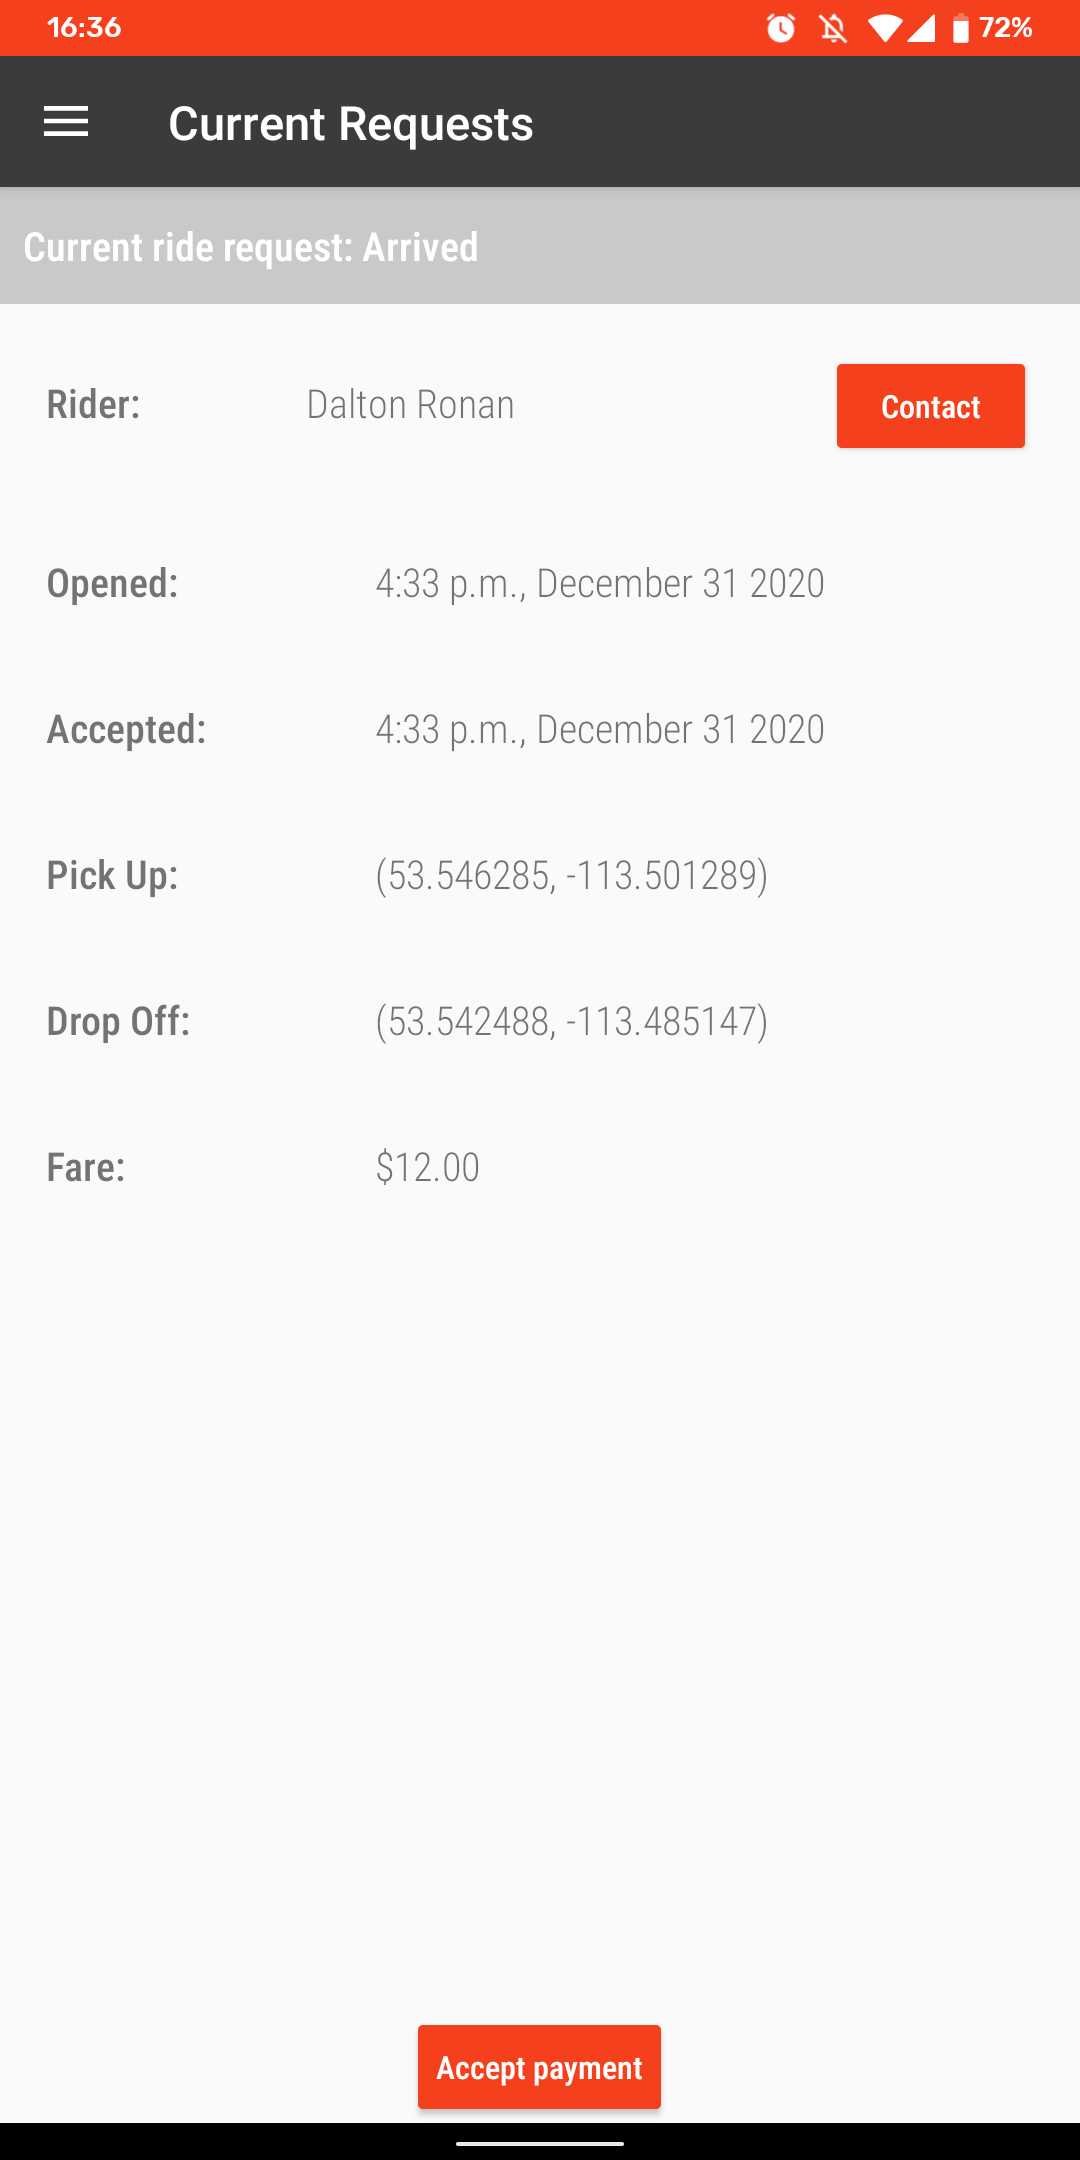 16:36
72%
Current Requests
Current ride request: Arrived
Rider: Dalton Ronan Contact
Opened: 4:33 p.m., December 31 2020
Accepted: 4:33 p.m., December 31 2020
Pick Up: (53.546285, -113.501289)
Drop Off: (53.542488, -113.485147)
Fare: $12.00
Accept payment